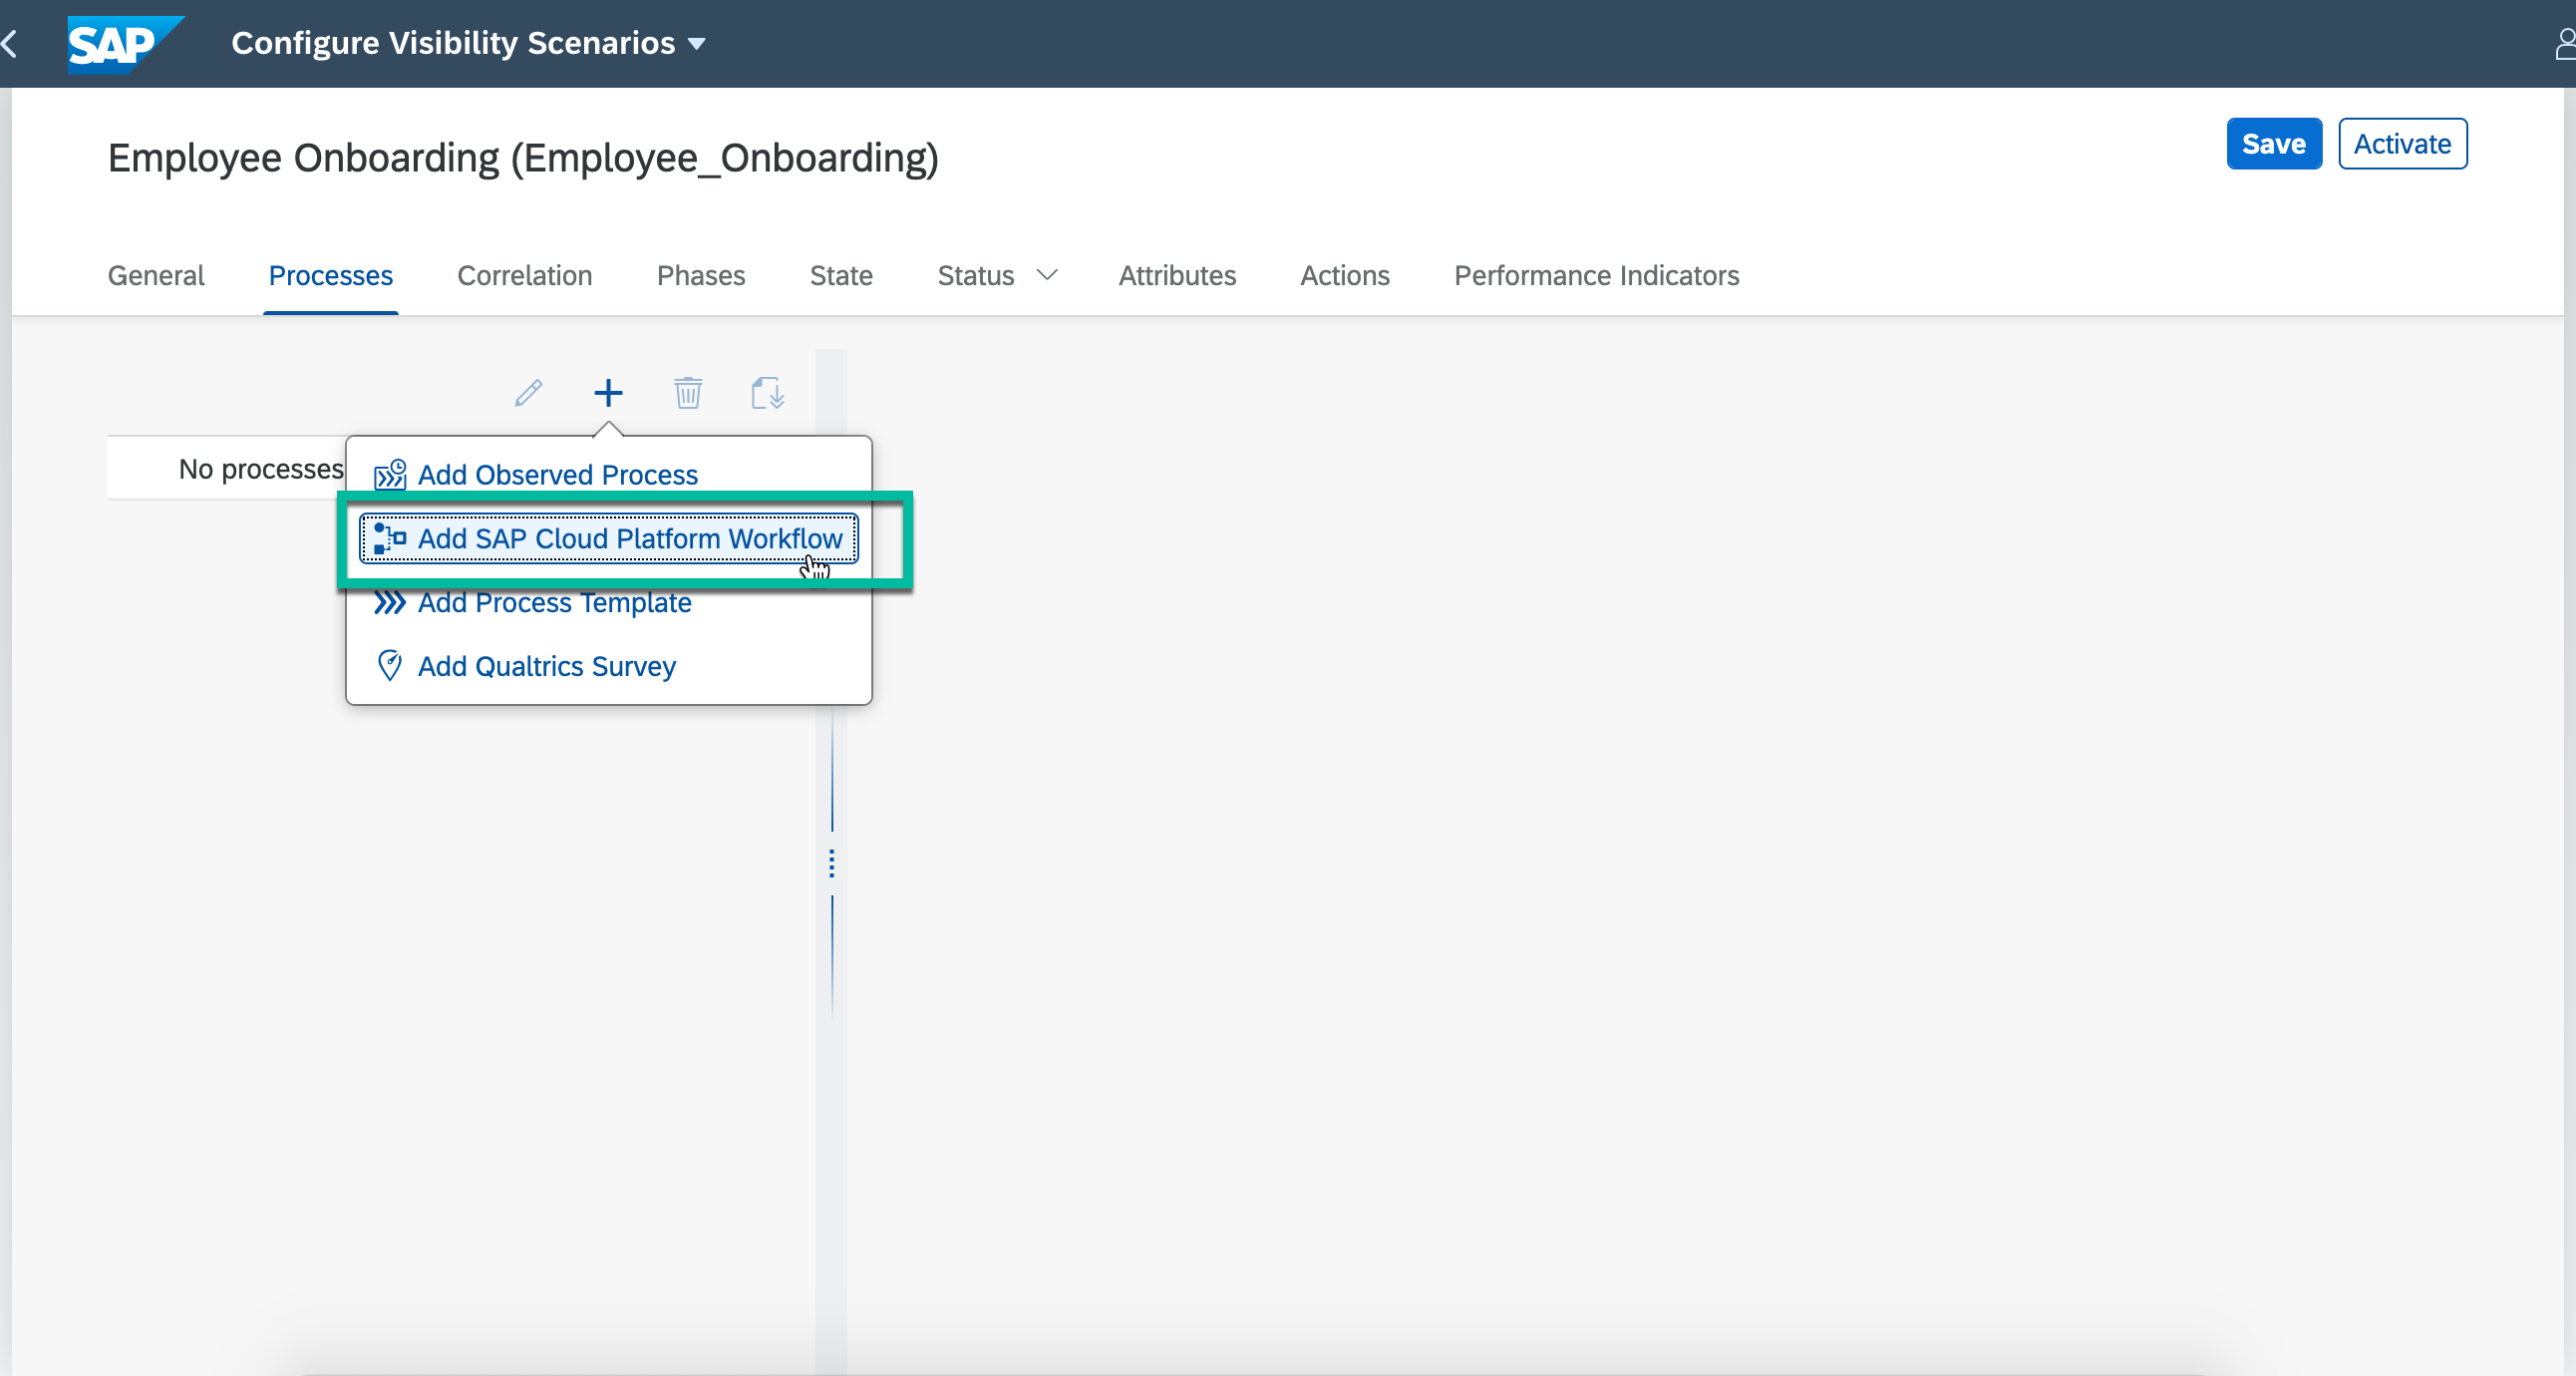 SAP Configure Visibility Scenarios
Employee Onboarding (Employee_Onboarding)
Save Activate
General Processes Correlation Phases State Status Attributes Actions Performance Indicators
No processes
Add Observed Process
Add SAP Cloud Platform Workflow
Add Process Template
Add Qualtrics Survey